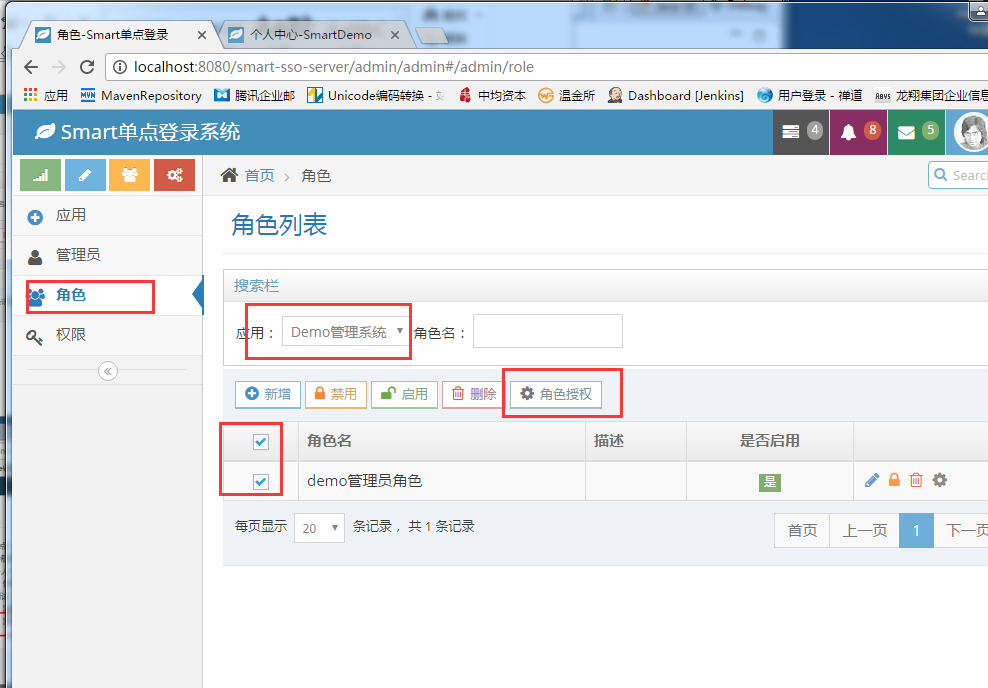 角色-Smart单点登录
个人中心-SmartDemo
localhost:8080/smart-sso-server/admin/admin#/admin/role
应用 MavenRepository 腾讯企业邮 Unicode编码转换 - 中均资本 温金所 Dashboard [Jenkins] 用户登录 - 禅道 龙翔集团企业信息
Smart单点登录系统
4 8 5
首页 角色
Search
应用
管理员
角色
权限
角色列表
搜索栏
应用： Demo管理系统 角色名：
新增 禁用 启用 删除 角色授权
角色名 描述 是否启用
demo管理员角色 是
每页显示 20 条记录 ，共 1 条记录
首页 上一页 1 下一页